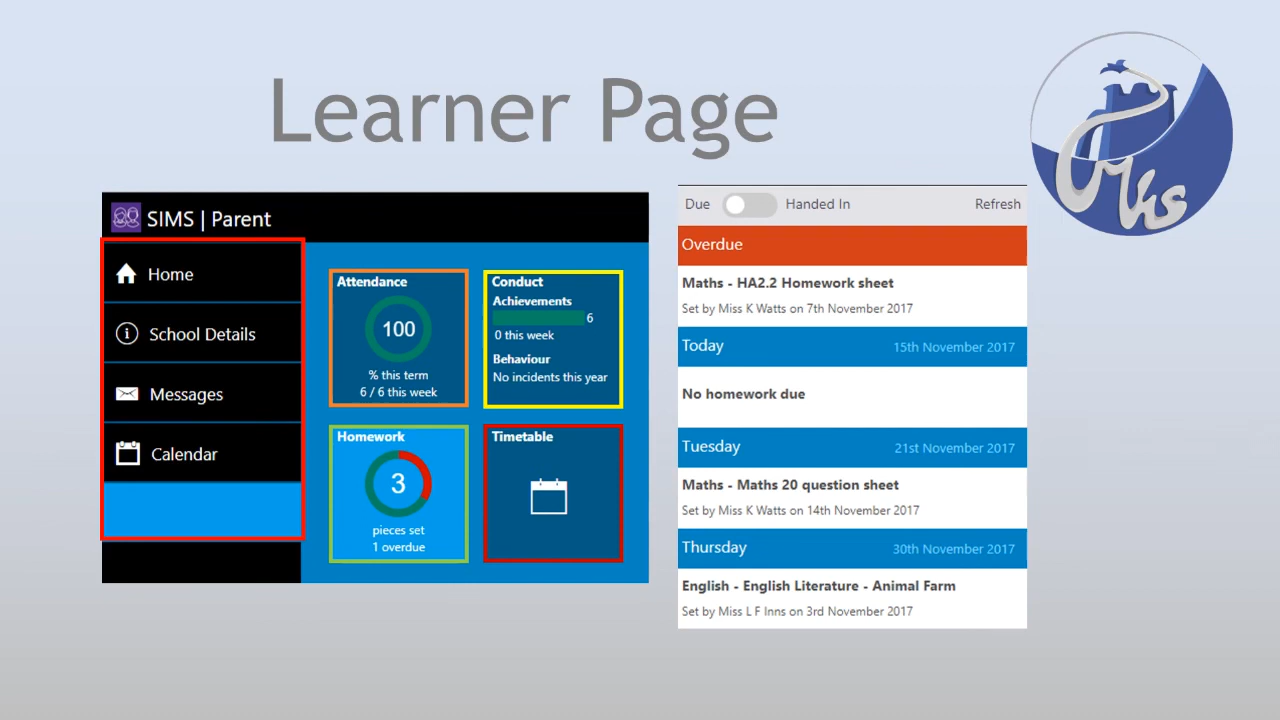 Learner Page
SIMS | Parent
Home
School Details
Messages
Calendar
Attendance
100
% this term
6 / 6 this week
Conduct
Achievements
6
0 this week
Behaviour
No incidents this year
Homework
3
pieces set
1 overdue
Timetable
Due Handed In Refresh
Overdue
Maths - HA2.2 Homework sheet
Set by Miss K Watts on 7th November 2017
Today 15th November 2017
No homework due
Tuesday 21st November 2017
Maths - Maths 20 question sheet
Set by Miss K Watts on 14th November 2017
Thursday 30th November 2017
English - English Literature - Animal Farm
Set by Miss L F Inns on 3rd November 2017